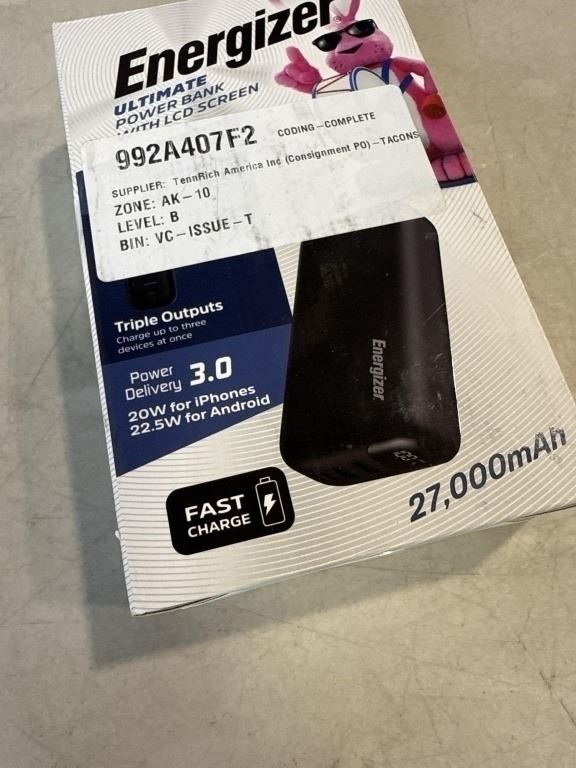 Energizer
ULTIMATE
POWER BANK
WITH LCD SCREEN
992A407F2 CODING-COMPLETE
SUPPLIER: TennRich America Inc (Consignment PO)-TACONS
ZONE: AK-10
LEVEL: B
BIN: VC-ISSUE-T
Triple Outputs
Charge up to three
devices at once
Power
Delivery 3.0
20W for iPhones
22.5W for Android
FAST
CHARGE
Energizer
27,000mAh